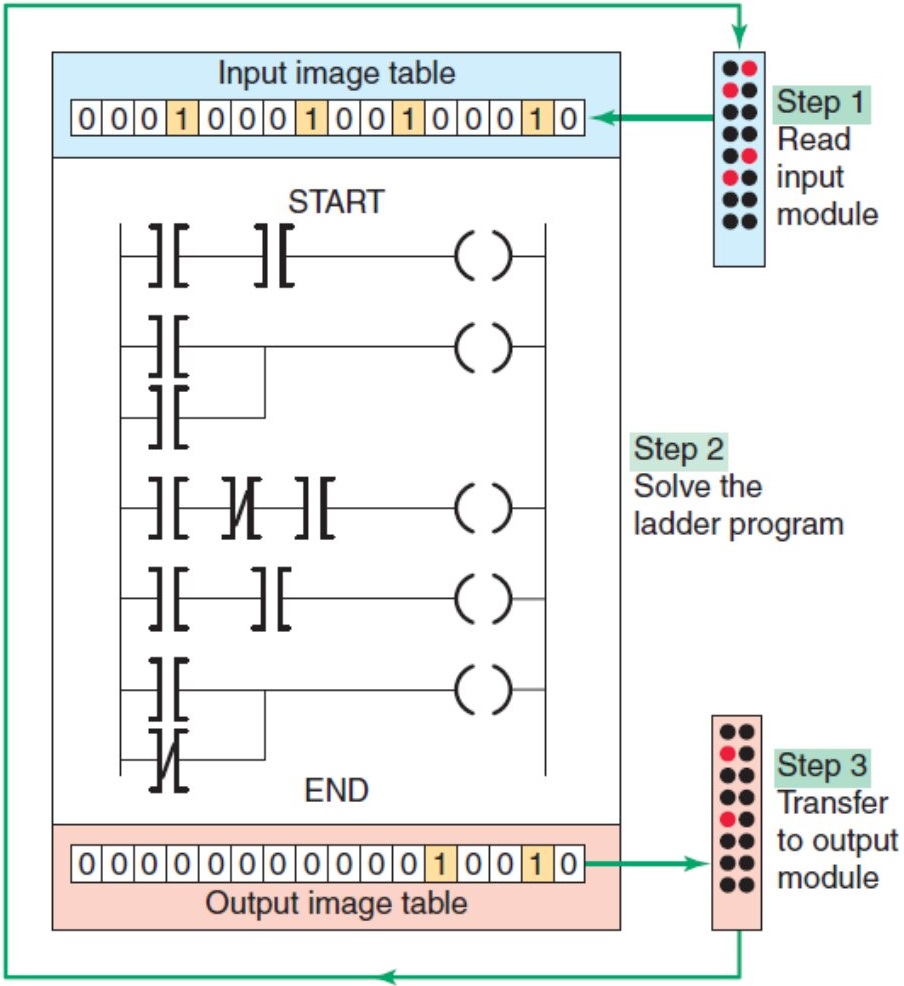 Input image table
0 0 0 1 0 0 0 1 0 0 1 0 0 0 1 0
Step 1
Read
input
module
START
Step 2
Solve the
ladder program
END
Step 3
Transfer
to output
module
0 0 0 0 0 0 0 0 0 0 0 1 0 0 1 0
Output image table